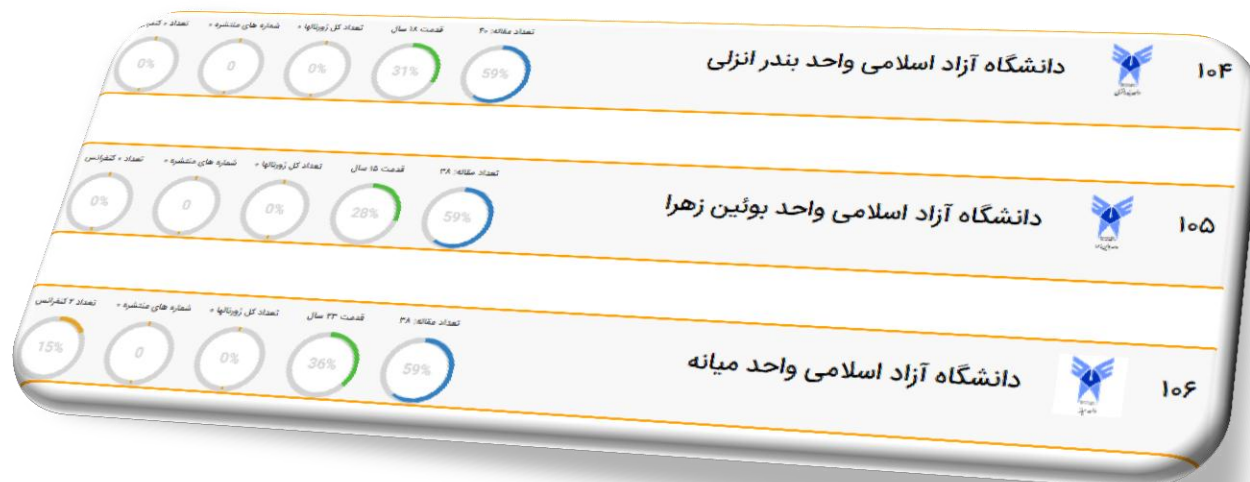 ۱۰۴
دانشگاه آزاد اسلامی واحد بندر انزلی
تعداد مقاله: ۴۰
59%
قدمت ۱۸ سال
31%
تعداد کل ژورنالها ۰
0%
شماره های منتشره ۰
0
تعداد ۰
0%
۱۰۵
دانشگاه آزاد اسلامی واحد بوئین زهرا
تعداد مقاله: ۳۸
59%
قدمت ۱۵ سال
28%
تعداد کل ژورنالها ۰
0%
شماره های منتشره ۰
0
تعداد ۰ کنفرانس
0%
۱۰۶
دانشگاه آزاد اسلامی واحد میانه
تعداد مقاله: ۳۸
59%
قدمت ۲۳ سال
36%
تعداد کل ژورنالها ۰
0%
شماره های منتشره ۰
0
تعداد ۲ کنفرانس
15%